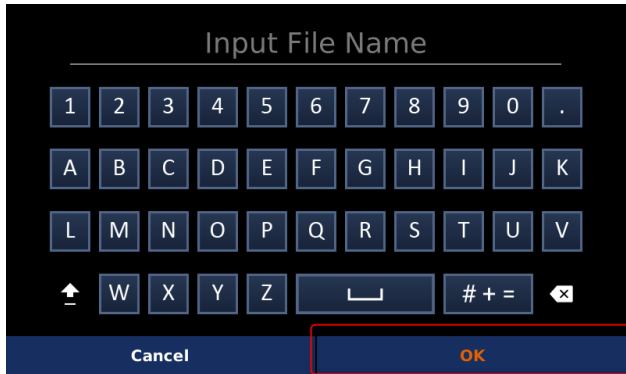 Input File Name
1 2 3 4 5 6 7 8 9 0 .
A B C D E F G H I J K
L M N O P Q R S T U V
W X Y Z # + =
Cancel OK